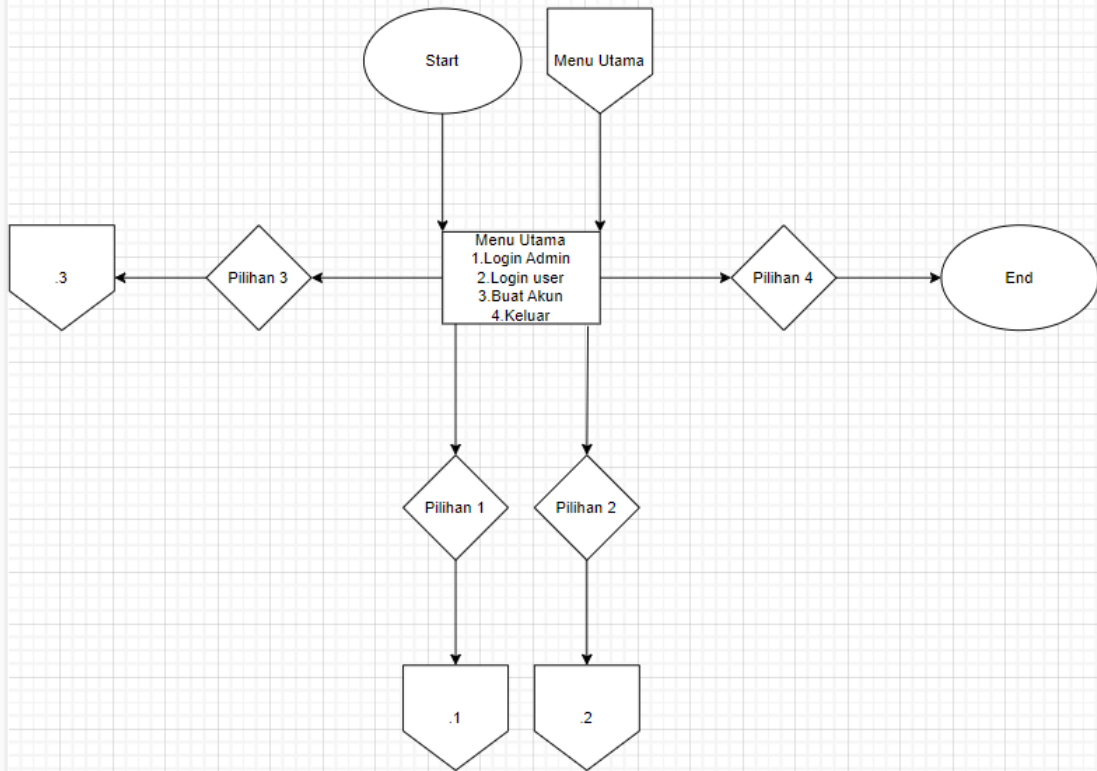 Start
Menu Utama
Menu Utama
1.Login Admin
2.Login user
3.Buat Akun
4.Keluar
.3
Pilihan 3
Pilihan 4
End
Pilihan 1
Pilihan 2
.1
.2